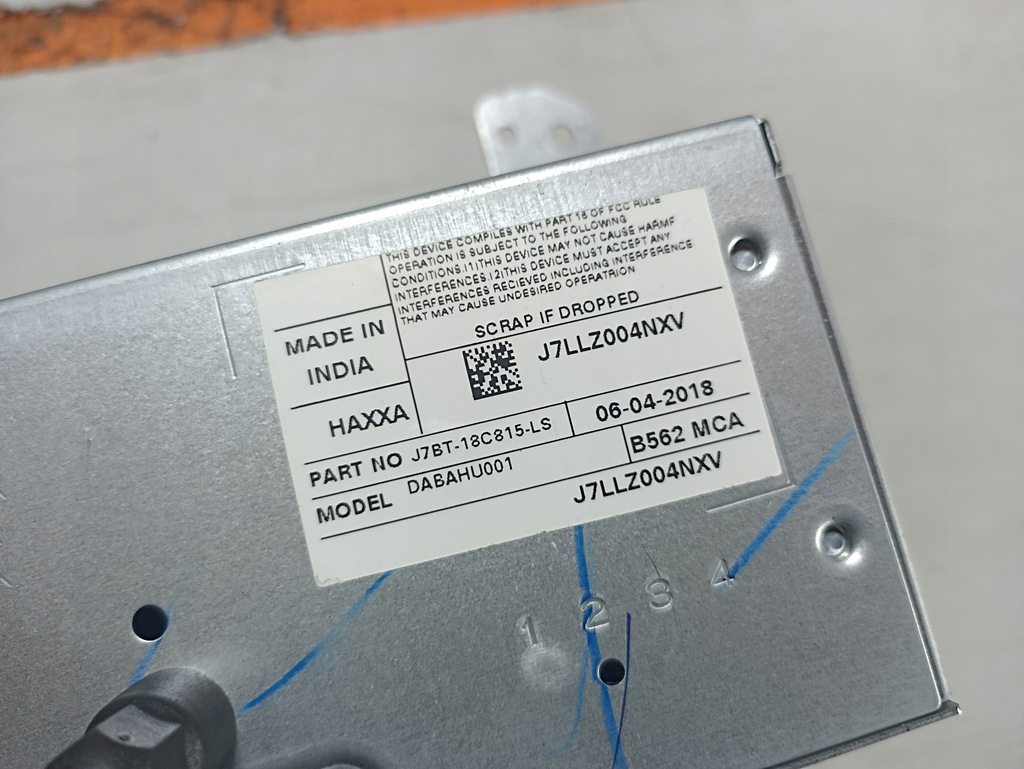 THIS DEVICE COMPILES WITH PART 18 OF FCC RULE
OPERATION IS SUBJECT TO THE FOLLOWING
CONDITIONS.(1)THIS DEVICE MAY NOT CAUSE HARMF
INTERFERENCES.(2)THIS DEVICE MUST ACCEPT ANY
INTERFERENCES RECIEVED INCLUDING INTERFERENCE
THAT MAY CAUSE UNDESIRED OPERATRION
SCRAP IF DROPPED
MADE IN
INDIA
J7LLZ004NXV
HAXXA
06-04-2018
PART NO J7BT-18C815-LS
B562 MCA
MODEL DABAHU001
J7LLZ004NXV
1 2 3 4